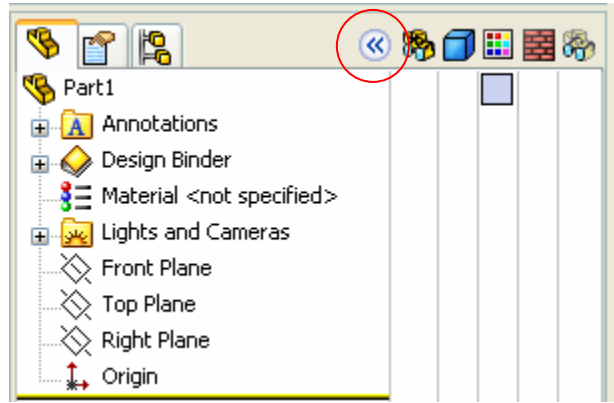 Part1
Annotations
Design Binder
Material <not specified>
Lights and Cameras
Front Plane
Top Plane
Right Plane
Origin